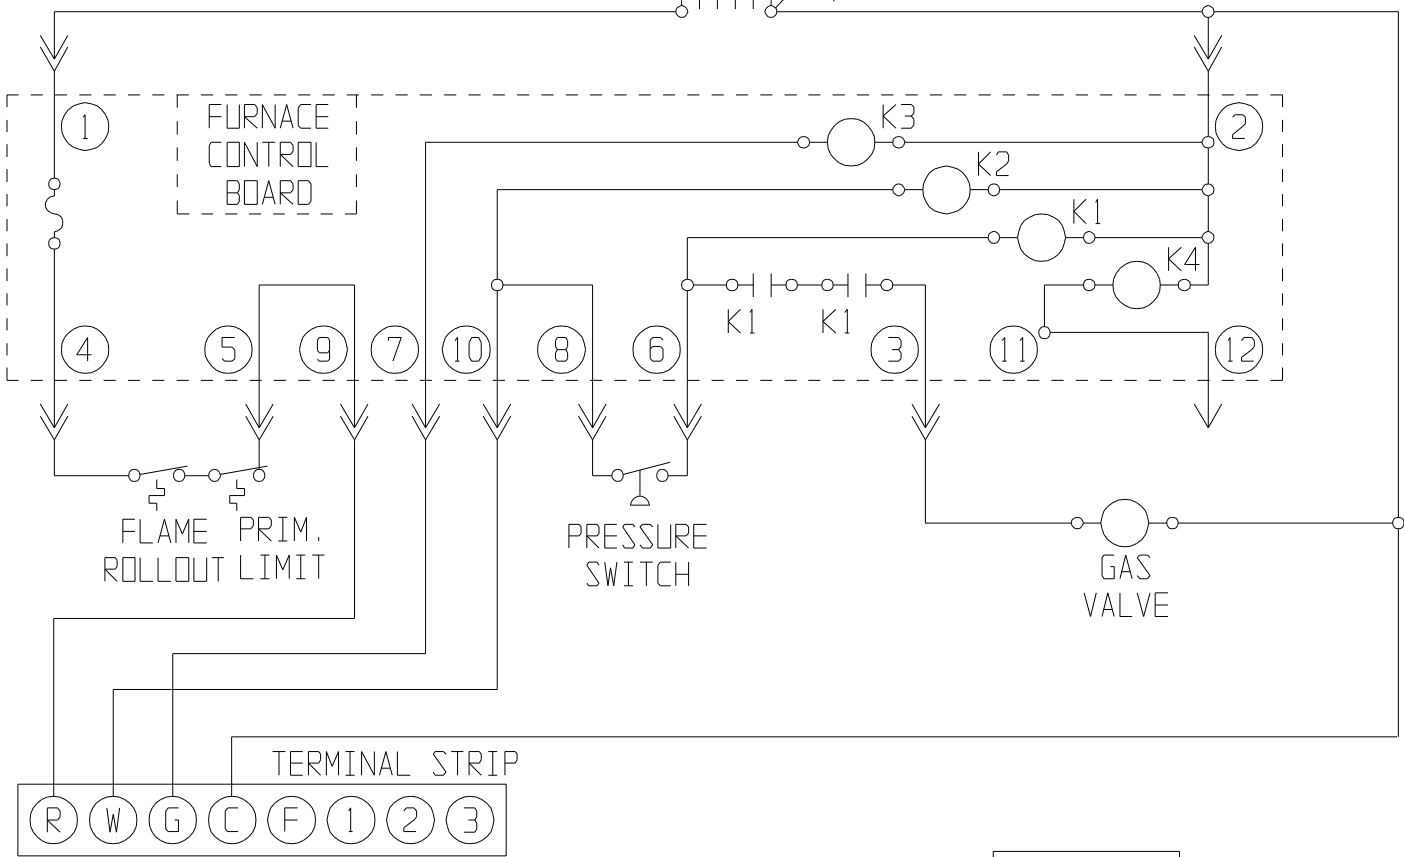 1
FURNACE
CONTROL
BOARD
K3
2
K2
K1
K4
K1
K1
4
5
9
7
10
8
6
3
11
12
FLAME PRIM.
ROLLOUT LIMIT
PRESSURE
SWITCH
GAS
VALVE
TERMINAL STRIP
R W G C F 1 2 3